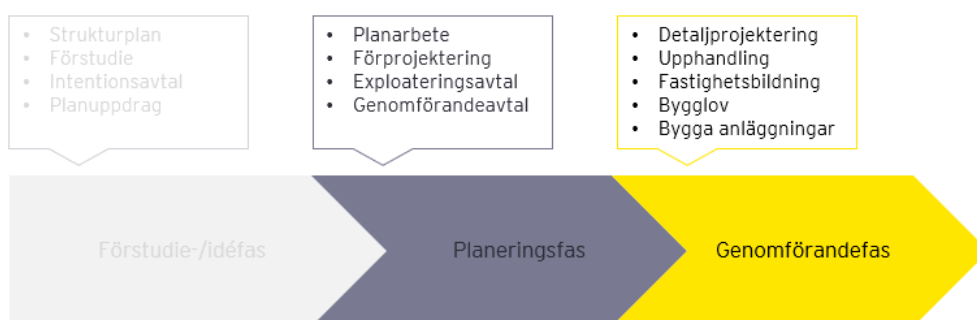 • Strukturplan
• Förstudie
• Intentionsavtal
• Planuppdrag
• Planarbete
• Förprojektering
• Exploateringsavtal
• Genomförandeavtal
• Detaljprojektering
• Upphandling
• Fastighetsbildning
• Bygglov
• Bygga anläggningar
Förstudie-/idéfas
Planeringsfas
Genomförandefas